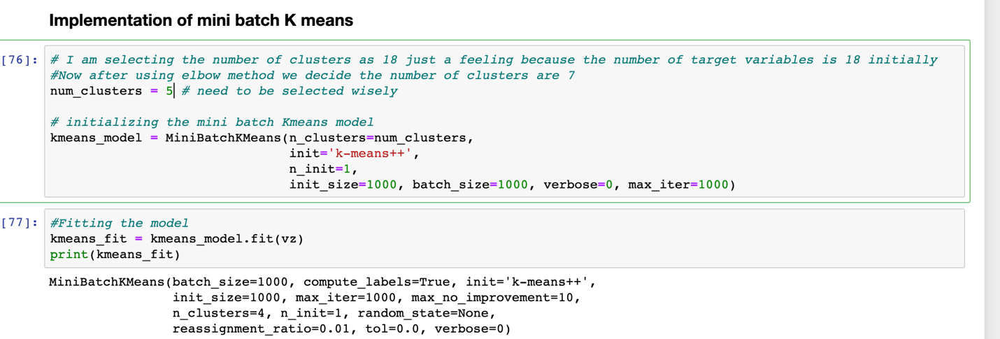 Implementation of mini batch K means
[76]: # I am selecting the number of clusters as 18 just a feeling because the number of target variables is 18 initially
#Now after using elbow method we decide the number of clusters are 7
num_clusters = 5 # need to be selected wisely
# initializing the mini batch Kmeans model
kmeans_model = MiniBatchKMeans(n_clusters=num_clusters,
init='k-means++',
n_init=1,
init_size=1000, batch_size=1000, verbose=0, max_iter=1000)
[77]: #Fitting the model
kmeans_fit = kmeans_model.fit(vz)
print(kmeans_fit)
MiniBatchKMeans(batch_size=1000, compute_labels=True, init='k-means++',
init_size=1000, max_iter=1000, max_no_improvement=10,
n_clusters=4, n_init=1, random_state=None,
reassignment_ratio=0.01, tol=0.0, verbose=0)